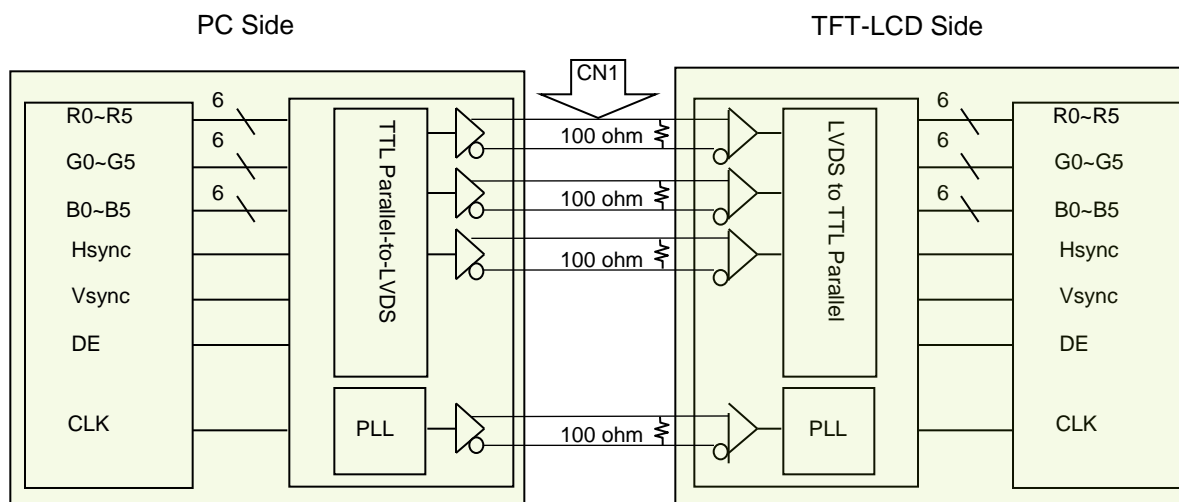 PC Side
TFT-LCD Side
CN1
R0~R5
6
G0~G5
6
B0~B5
6
Hsync
Vsync
DE
CLK
TTL Parallel-to-LVDS
PLL
100 ohm
100 ohm
100 ohm
100 ohm
LVDS to TTL Parallel
PLL
6
R0~R5
6
G0~G5
6
B0~B5
Hsync
Vsync
DE
CLK